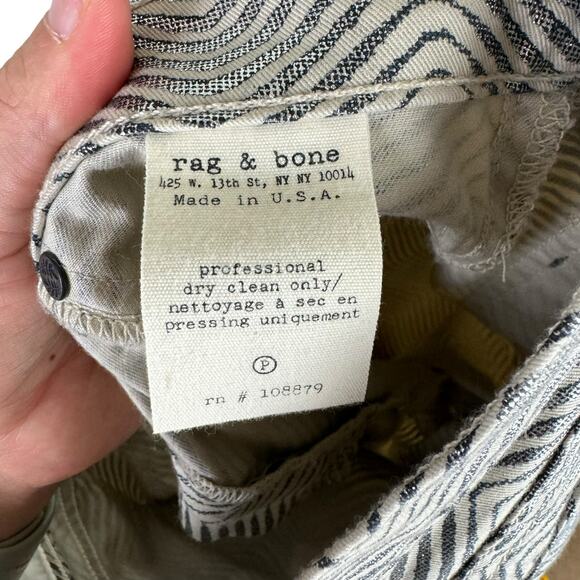 rag & bone
425 W. 13th St, NY NY 10014
Made in U.S.A.
professional
dry clean only/
nettoyage à sec en
pressing uniquement
P
rn # 108879